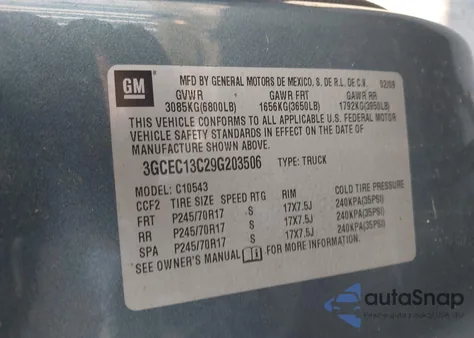 GM
MFD BY GENERAL MOTORS DE MEXICO, S. DE R.L. DE C.V. 02/09
GVWR GAWR FRT GAWR RR
3085KG(6800LB) 1656KG(3650LB) 1792KG(3950LB)
THIS VEHICLE CONFORMS TO ALL APPLICABLE U.S. FEDERAL MOTOR
VEHICLE SAFETY STANDARDS IN EFFECT ON THE DATE OF
MANUFACTURE SHOWN ABOVE.
3GCEC13C29G203506 TYPE: TRUCK
MODEL: C10543
CCF2 TIRE SIZE SPEED RTG RIM COLD TIRE PRESSURE
FRT P245/70R17 S 17X7.5J 240KPA(35PSI)
RR P245/70R17 S 17X7.5J 240KPA(35PSI)
SPA P245/70R17 S 17X7.5J 240KPA(35PSI)
SEE OWNER'S MANUAL FOR MORE INFORMATION.
autoSnap